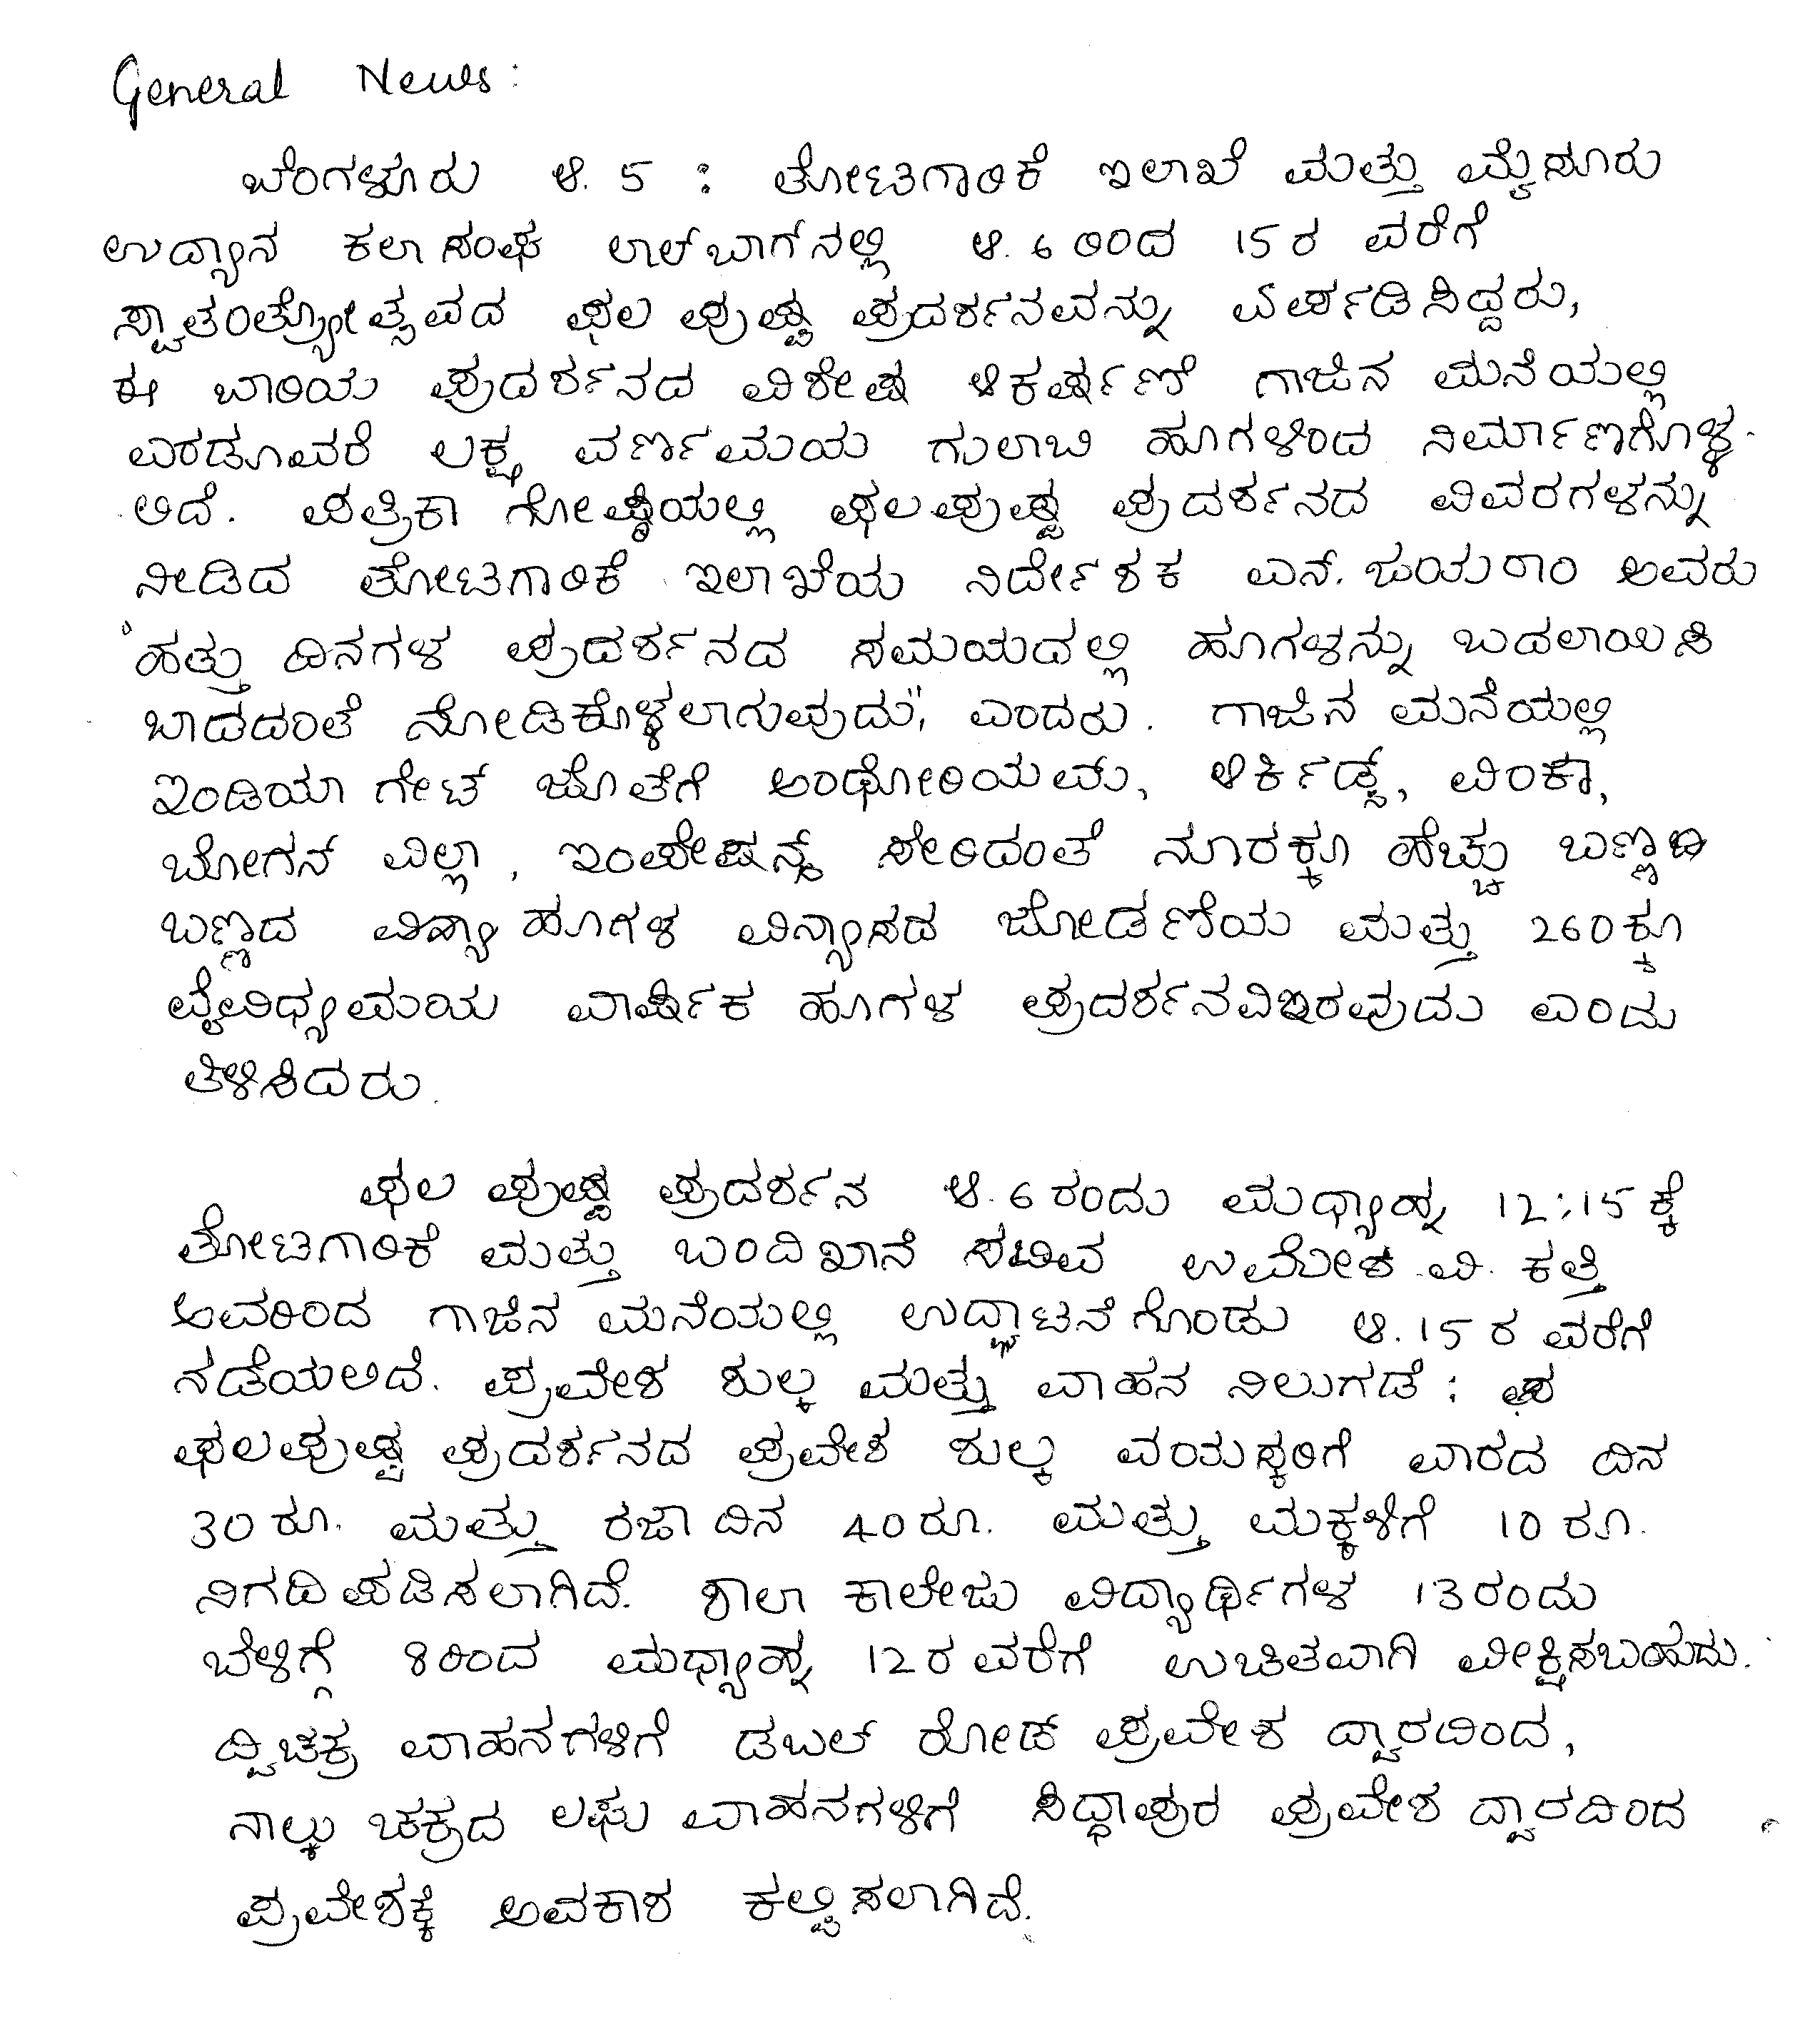 General News:
ಬೆಂಗಳೂರು ಆ. 5 : ತೋಟಗಾರಿಕೆ ಇಲಾಖೆ ಮತ್ತು ಮೈಸೂರು
ಉದ್ಯಾನ ಕಲಾ ಸಂಘ ಲಾಲ್‌ಬಾಗ್‌ನಲ್ಲಿ ಆ. 6 ರಿಂದ 15ರ ವರೆಗೆ
ಸ್ವಾತಂತ್ರ್ಯೋತ್ಸವದ ಫಲ ಪುಷ್ಪ ಪ್ರದರ್ಶನವನ್ನು ಏರ್ಪಡಿಸಿದ್ದರು,
ಈ ಬಾರಿಯ ಪ್ರದರ್ಶನದ ವಿಶೇಷ ಆಕರ್ಷಣೆ ಗಾಜಿನ ಮನೆಯಲ್ಲಿ
ಎರಡೂವರೆ ಲಕ್ಷ ವರ್ಣಮಯ ಗುಲಾಬಿ ಹೂಗಳಿಂದ ನಿರ್ಮಾಣಗೊಳ್ಳ-
ಲಿದೆ. ಪತ್ರಿಕಾ ಗೋಷ್ಠಿಯಲ್ಲಿ ಫಲಪುಷ್ಪ ಪ್ರದರ್ಶನದ ವಿವರಗಳನ್ನು
ನೀಡಿದ ತೋಟಗಾರಿಕೆ ಇಲಾಖೆಯ ನಿರ್ದೇಶಕ ಎನ್. ಜಯರಾಂ ಅವರು
'ಹತ್ತು ದಿನಗಳ ಪ್ರದರ್ಶನದ ಸಮಯದಲ್ಲಿ ಹೂಗಳನ್ನು ಬದಲಾಯಿಸಿ
ಬಾಡದಂತೆ ನೋಡಿಕೊಳ್ಳಲಾಗುವುದು", ಎಂದರು. ಗಾಜಿನ ಮನೆಯಲ್ಲಿ
ಇಂಡಿಯಾ ಗೇಟ್ ಜೊತೆಗೆ ಅಂಥೋರಿಯಮ್, ಆರ್ಕಿಡ್ಸ್, ವಿಂಕಾ,
ಬೋಗನ್ ವಿಲ್ಲಾ, ಇಂಪೇಷನ್ಸ್ ಸೇರಿದಂತೆ ನೂರಕ್ಕೂ ಹೆಚ್ಚು ಬಣ್ಣದ
ಬಣ್ಣದ ಹೂಗಳ ವಿನ್ಯಾಸದ ಜೋಡಣೆಯ ಮತ್ತು 260ಕ್ಕೂ
ವೈವಿಧ್ಯಮಯ ವಾರ್ಷಿಕ ಹೂಗಳ ಪ್ರದರ್ಶನವಿಇರವುದು ಎಂದು
ತಿಳಿಸಿದರು.
ಫಲ ಪುಷ್ಪ ಪ್ರದರ್ಶನ ಆ. 6 ರಂದು ಮಧ್ಯಾಹ್ನ 12:15 ಕ್ಕೆ
ತೋಟಗಾರಿಕೆ ಮತ್ತು ಬಂದಿಖಾನೆ ಸಚಿವ ಉಮೇಶ. ವಿ. ಕತ್ತಿ
ಅವರಿಂದ ಗಾಜಿನ ಮನೆಯಲ್ಲಿ ಉದ್ಘಾಟನೆಗೊಂಡು ಆ. 15 ರ ವರೆಗೆ
ನಡೆಯಲಿದೆ. ಪ್ರವೇಶ ಶುಲ್ಕ ಮತ್ತು ವಾಹನ ನಿಲುಗಡೆ :
ಫಲಪುಷ್ಪ ಪ್ರದರ್ಶನದ ಪ್ರವೇಶ ಶುಲ್ಕ ವಯಸ್ಕರಿಗೆ ವಾರದ ದಿನ
30 ರೂ. ಮತ್ತು ರಜಾ ದಿನ 40 ರೂ. ಮತ್ತು ಮಕ್ಕಳಿಗೆ 10 ರೂ.
ನಿಗದಿಪಡಿಸಲಾಗಿದೆ. ಶಾಲಾ ಕಾಲೇಜು ವಿದ್ಯಾರ್ಥಿಗಳ 13ರಂದು
ಬೆಳಿಗ್ಗೆ 8ರಿಂದ ಮಧ್ಯಾಹ್ನ 12ರ ವರೆಗೆ ಉಚಿತವಾಗಿ ವೀಕ್ಷಿಸಬಹುದು.
ದ್ವಿಚಕ್ರ ವಾಹನಗಳಿಗೆ ಡಬಲ್ ರೋಡ್ ಪ್ರವೇಶ ದ್ವಾರದಿಂದ,
ನಾಲ್ಕು ಚಕ್ರದ ಲಘು ವಾಹನಗಳಿಗೆ ಸಿದ್ಧಾಪುರ ಪ್ರವೇಶ ದ್ವಾರದಿಂದ
ಪ್ರವೇಶಕ್ಕೆ ಅವಕಾಶ ಕಲ್ಪಿಸಲಾಗಿದೆ.